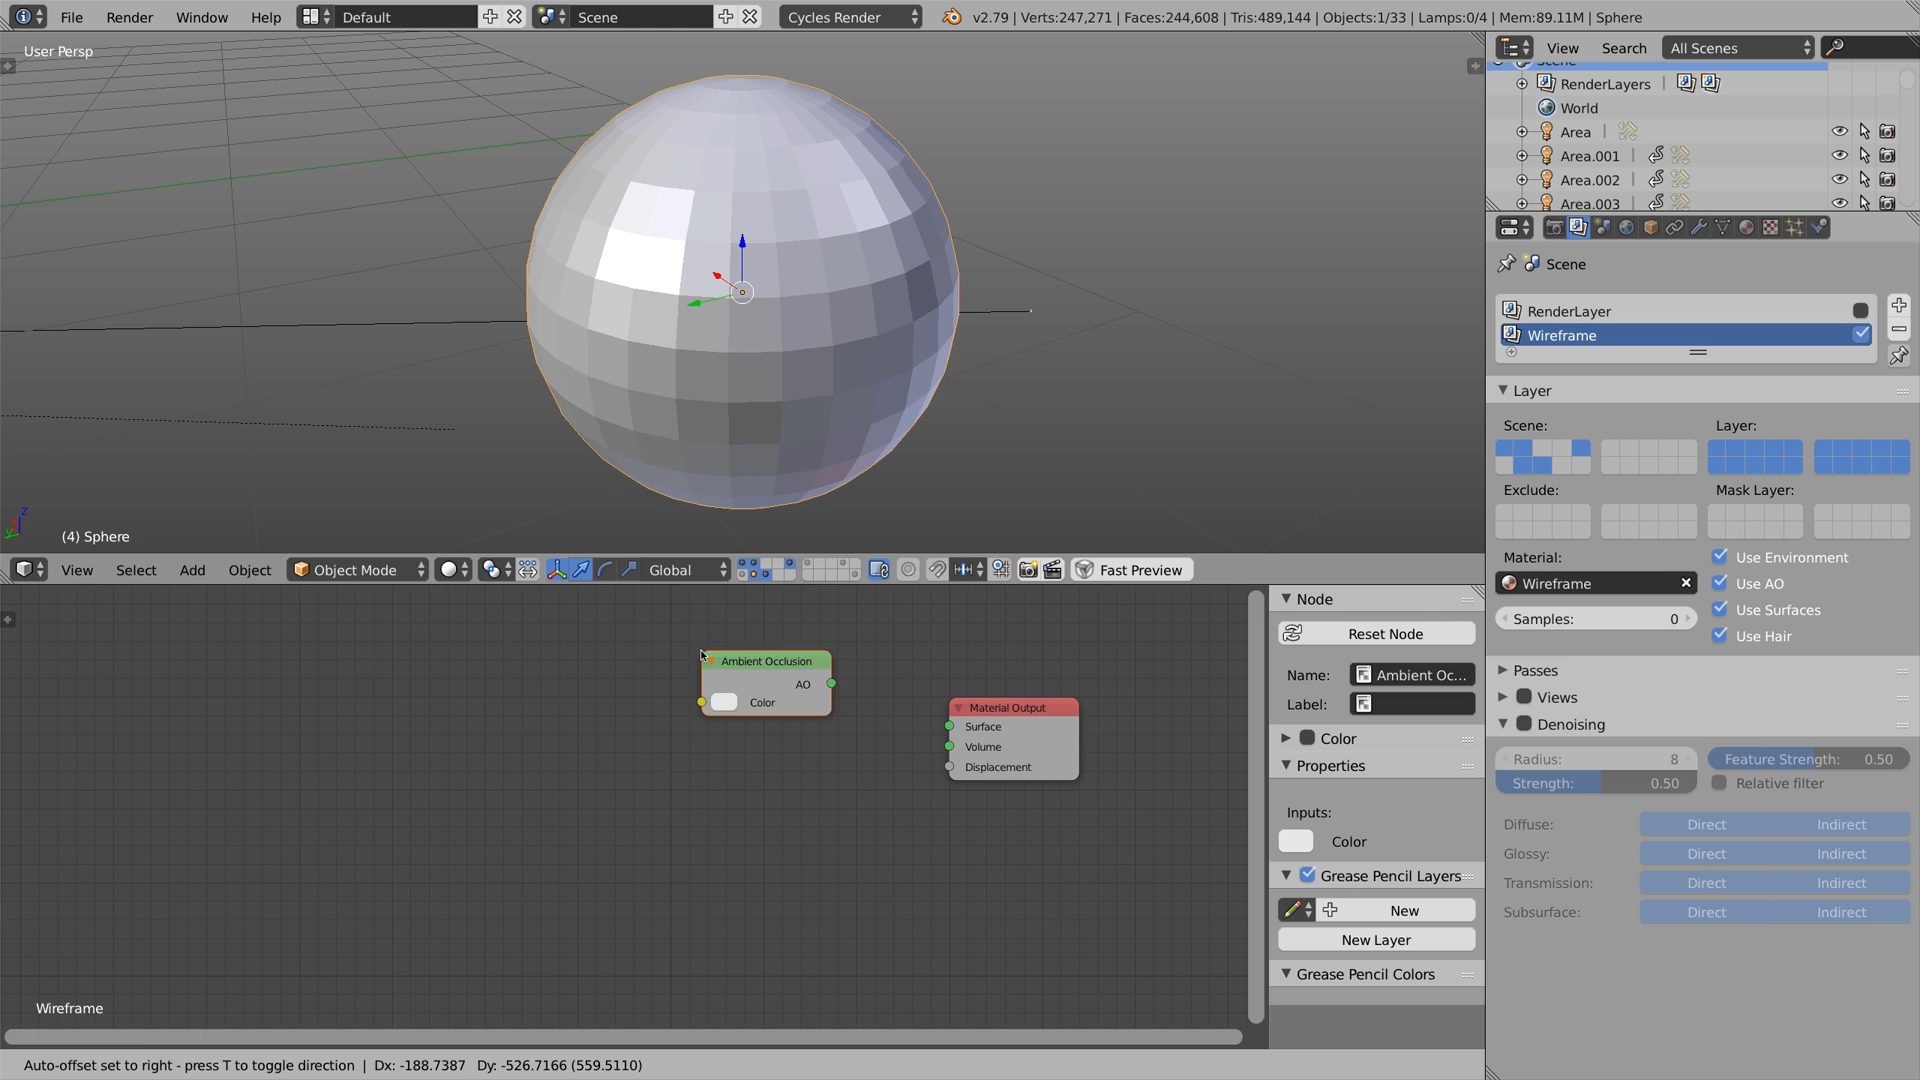 File Render Window Help Default Scene Cycles Render v2.79 | Verts:247,271 | Faces:244,608 | Tris:489,144 | Objects:1/33 | Lamps:0/4 | Mem:89.11M | Sphere
User Persp
(4) Sphere
View Select Add Object Object Mode Global Fast Preview
Ambient Occlusion
AO
Color
Material Output
Surface
Volume
Displacement
Wireframe
Node
Reset Node
Name: Ambient Oc...
Label:
Color
Properties
Inputs:
Color
Grease Pencil Layers
New
New Layer
Grease Pencil Colors
Auto-offset set to right - press T to toggle direction | Dx: -188.7387 Dy: -526.7166 (559.5110)
View Search All Scenes
Scene
RenderLayers |
World
Area |
Area.001 |
Area.002 |
Area.003 |
Scene
RenderLayer
Wireframe
Layer
Scene: Layer:
Exclude: Mask Layer:
Material:
Wireframe
Samples: 0
Use Environment
Use AO
Use Surfaces
Use Hair
Passes
Views
Denoising
Radius: 8 Feature Strength: 0.50
Strength: 0.50 Relative filter
Diffuse: Direct Indirect
Glossy: Direct Indirect
Transmission: Direct Indirect
Subsurface: Direct Indirect